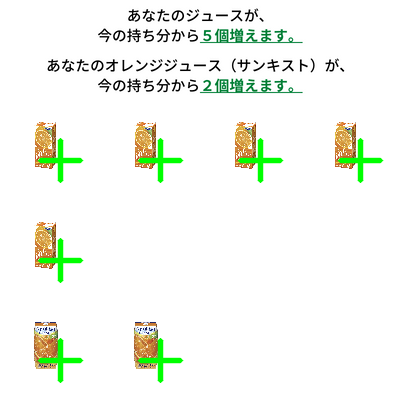 あなたのジュースが、
今の持ち分から５個増えます。
あなたのオレンジジュース（サンキスト）が、
今の持ち分から２個増えます。